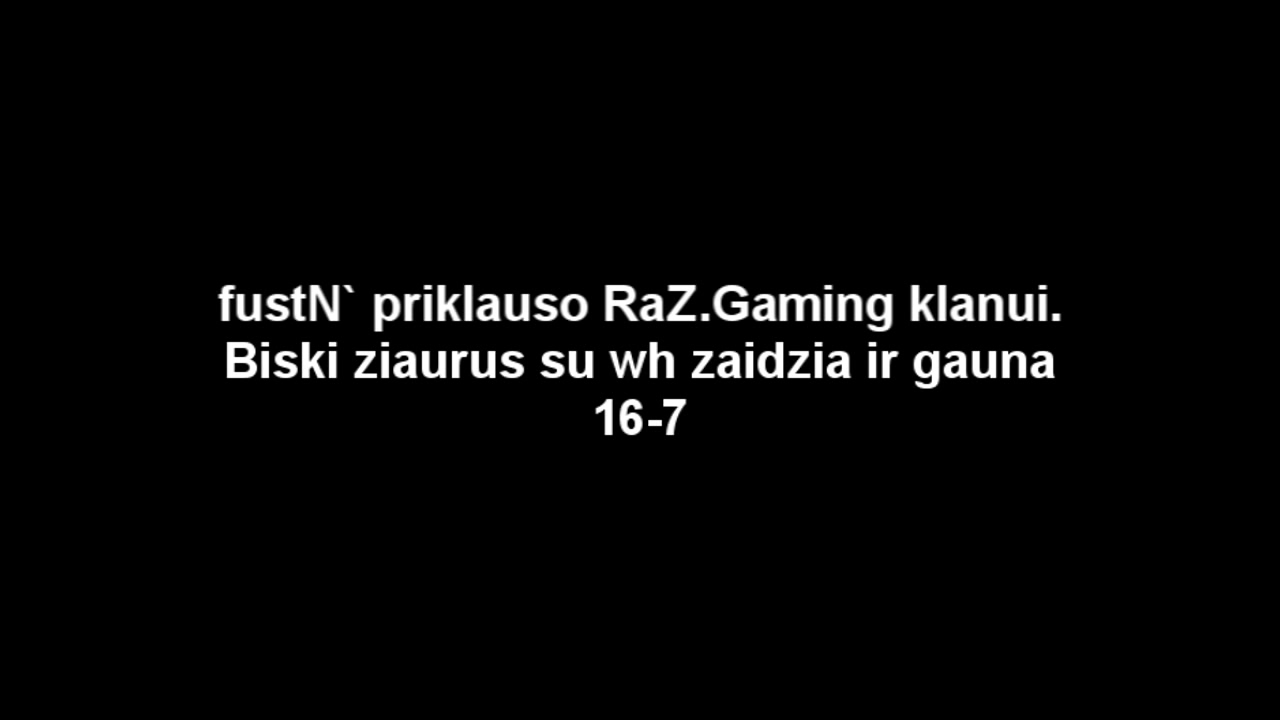 fustN` priklauso RaZ.Gaming klanui.
Biski ziaurus su wh zaidzia ir gauna
16-7